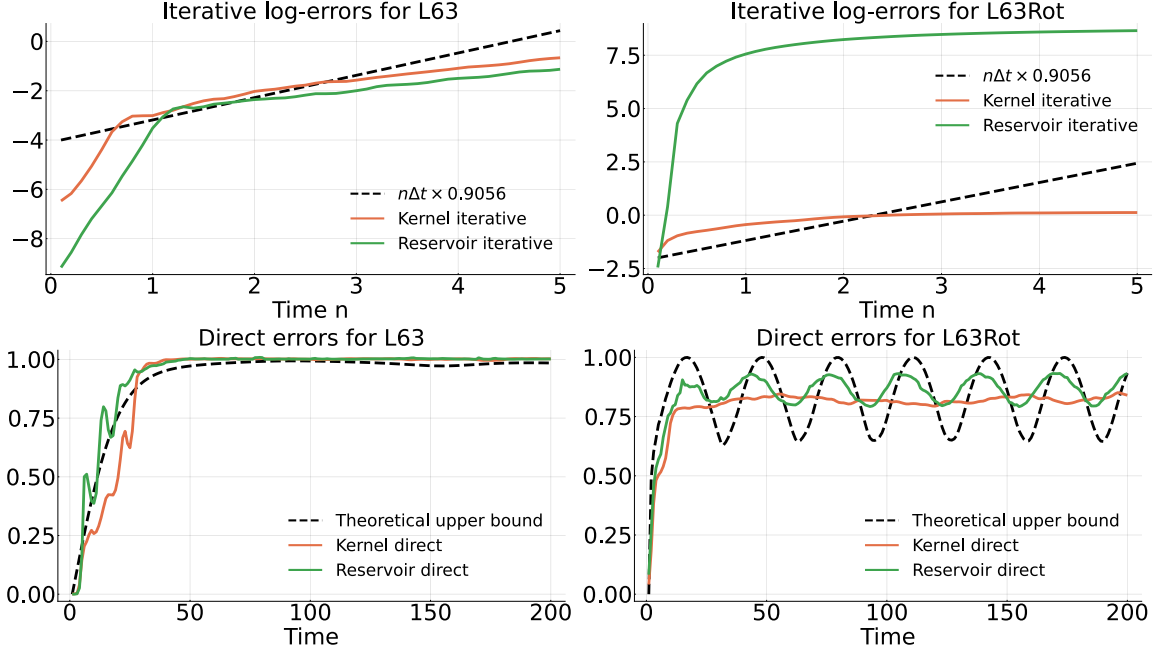 Iterative log-errors for L63
0
−2
−4
−6
−8
nΔt × 0.9056
Kernel iterative
Reservoir iterative
0 1 2 3 4 5
Time n
Iterative log-errors for L63Rot
7.5
5.0
2.5
0.0
−2.5
nΔt × 0.9056
Kernel iterative
Reservoir iterative
0 1 2 3 4 5
Time n
Direct errors for L63
1.00
0.75
0.50
0.25
0.00
Theoretical upper bound
Kernel direct
Reservoir direct
0 50 100 150 200
Time
Direct errors for L63Rot
1.00
0.75
0.50
0.25
0.00
Theoretical upper bound
Kernel direct
Reservoir direct
0 50 100 150 200
Time